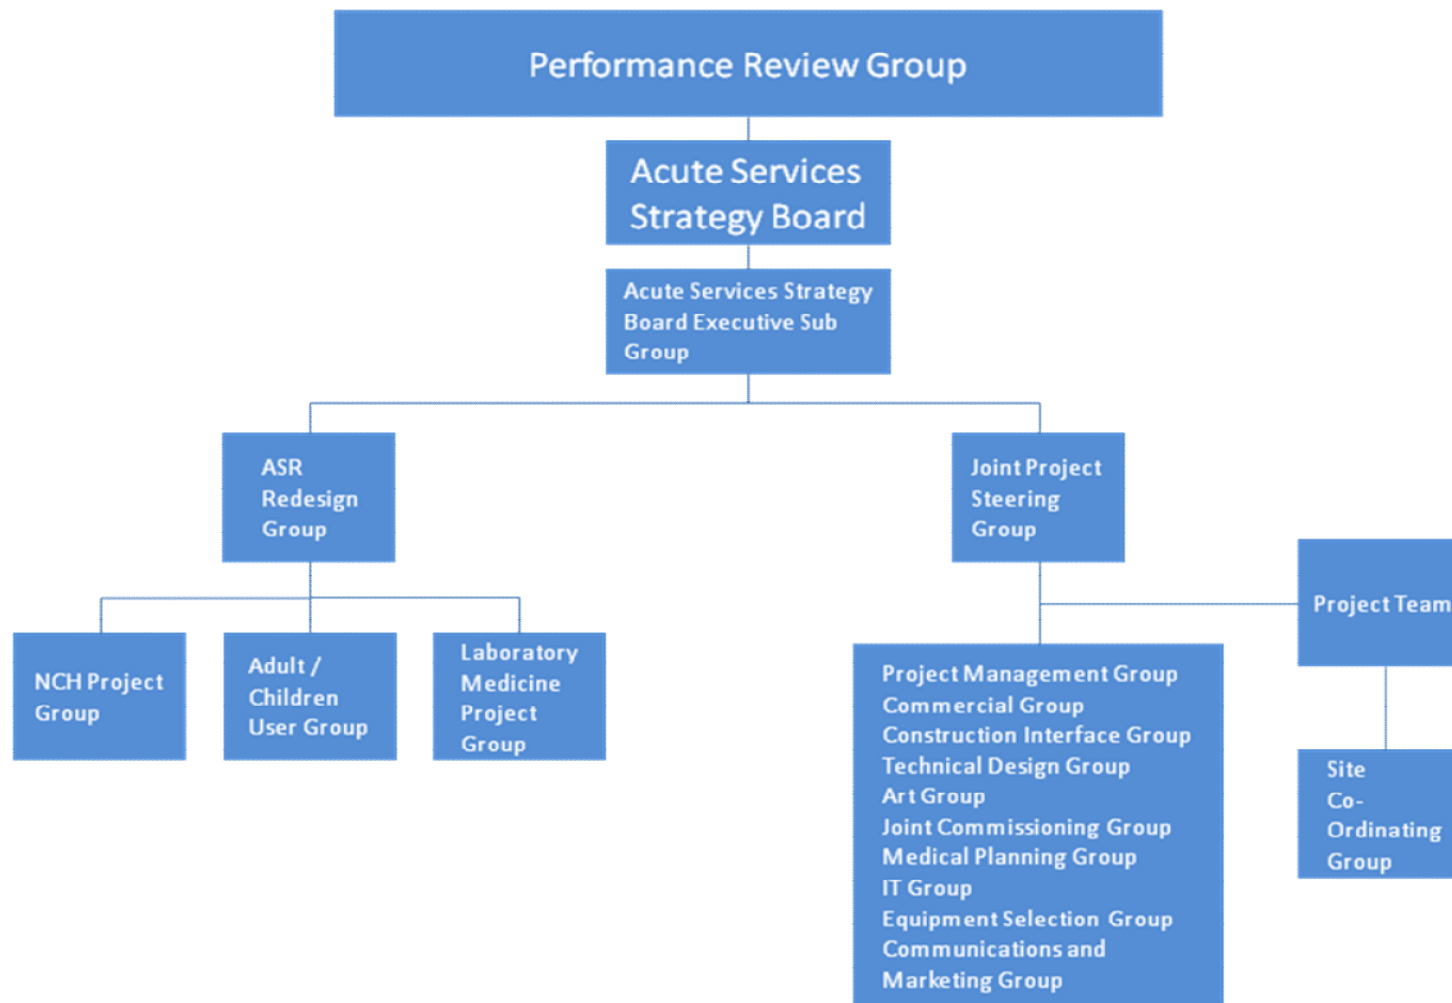 Performance Review Group
Acute Services
Strategy Board
Acute Services Strategy
Board Executive Sub
Group
ASR
Redesign
Group
Joint Project
Steering
Group
Project Team
NCH Project
Group
Adult /
Children
User Group
Laboratory
Medicine
Project
Group
Project Management Group
Commercial Group
Construction Interface Group
Technical Design Group
Art Group
Joint Commissioning Group
Medical Planning Group
IT Group
Equipment Selection Group
Communications and
Marketing Group
Site
Co-
Ordinating
Group